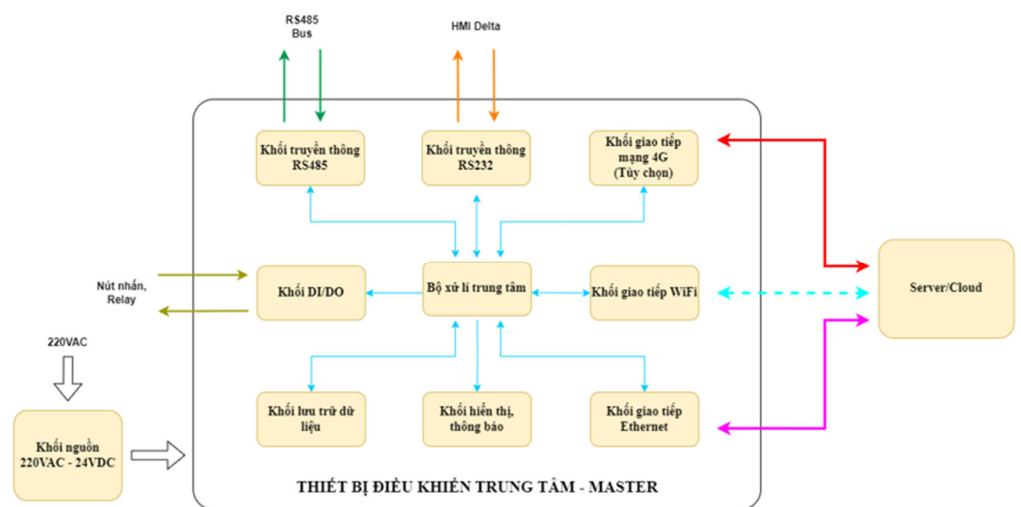 RS485
Bus
HMI Delta
Khối truyền thông
RS485
Khối truyền thông
RS232
Khối giao tiếp
mạng 4G
(Tùy chọn)
Nút nhấn,
Relay
Khối DI/DO
Bộ xử lí trung tâm
Khối giao tiếp WiFi
Server/Cloud
220VAC
Khối nguồn
220VAC - 24VDC
Khối lưu trữ dữ
liệu
Khối hiển thị,
thông báo
Khối giao tiếp
Ethernet
THIẾT BỊ ĐIỀU KHIỂN TRUNG TÂM - MASTER